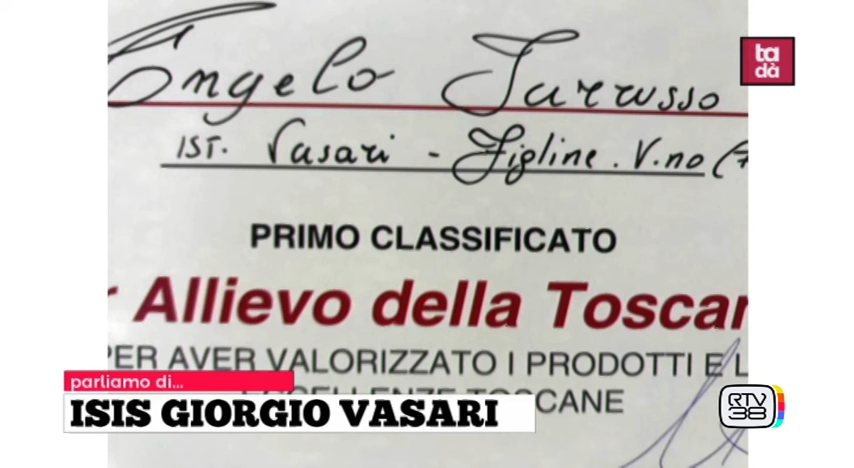 Angelo Iarrusso
ta
dà
IST. Vasari - Figline. V.no (
PRIMO CLASSIFICATO
r Allievo della Toscan
PER AVER VALORIZZATO I PRODOTTI E L
parliamo di...
ISIS GIORGIO VASARI
CANE
RTV
38